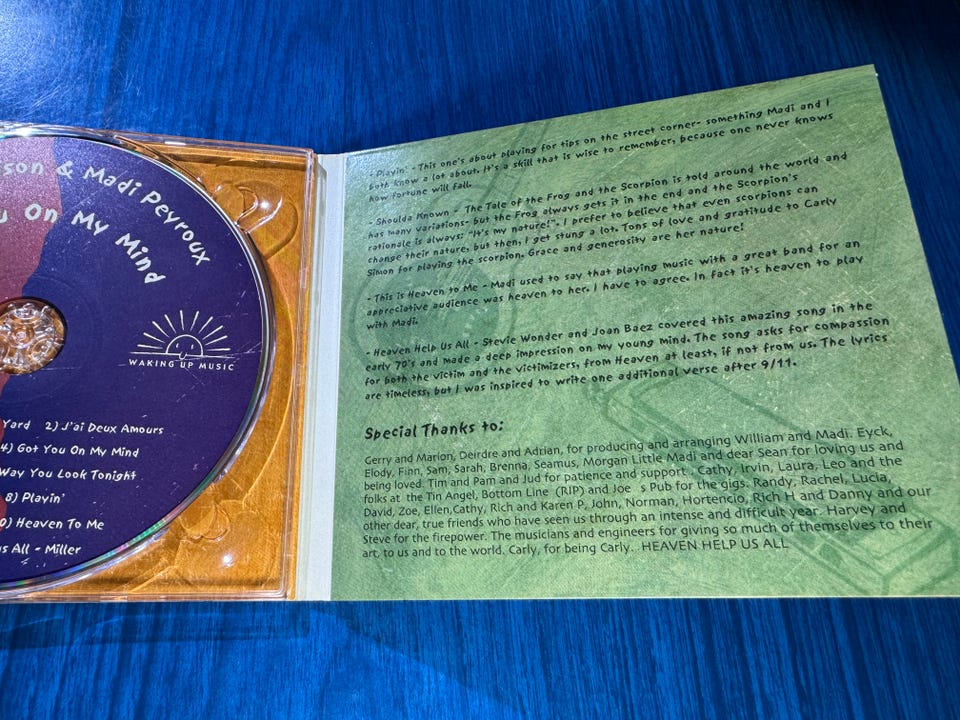 son & Madi Peyroux
u On My Mind
WAKING UP MUSIC
Yard 2) J'ai Deux Amours
4) Got You On My Mind
Way You Look Tonight
8) Playin'
0) Heaven To Me
us All - Miller
- Playin' - This one's about playing for tips on the street corner- something Madi and I
both know a lot about. It's a skill that is wise to remember, because one never knows
how fortune will fall.
- Shoulda Known - The Tale of the Frog and the Scorpion is told around the world and
has many variations- but the Frog always gets it in the end and the Scorpion's
rationale is always: "It's my nature!". I prefer to believe that even scorpions can
change their nature, but then, I get stung a lot. Tons of love and gratitude to Carly
Simon for playing the scorpion. Grace and generosity are her nature!
- This is Heaven to Me - Madi used to say that playing music with a great band for an
appreciative audience was heaven to her. I have to agree. In fact it's heaven to play
with Madi.
- Heaven Help Us All - Stevie Wonder and Joan Baez covered this amazing song in the
early 70's and made a deep impression on my young mind. The song asks for compassion
for both the victim and the victimizers, from Heaven at least, if not from us. The lyrics
are timeless, but I was inspired to write one additional verse after 9/11.
Special Thanks to:
Gerry and Marion, Deirdre and Adrian, for producing and arranging William and Madi. Eyck,
Elody, Finn, Sam, Sarah, Brenna, Seamus, Morgan Little Madi and dear Sean for loving us and
being loved. Tim and Pam and Jud for patience and support . Cathy, Irvin, Laura, Leo and the
folks at the Tin Angel, Bottom Line (RIP) and Joe s Pub for the gigs. Randy, Rachel, Lucia,
David, Zoe, Ellen,Cathy, Rich and Karen P, John, Norman, Hortencio, Rich H and Danny and our
other dear, true friends who have seen us through an intense and difficult year. Harvey and
Steve for the firepower. The musicians and engineers for giving so much of themselves to their
art, to us and to the world. Carly, for being Carly. HEAVEN HELP US ALL